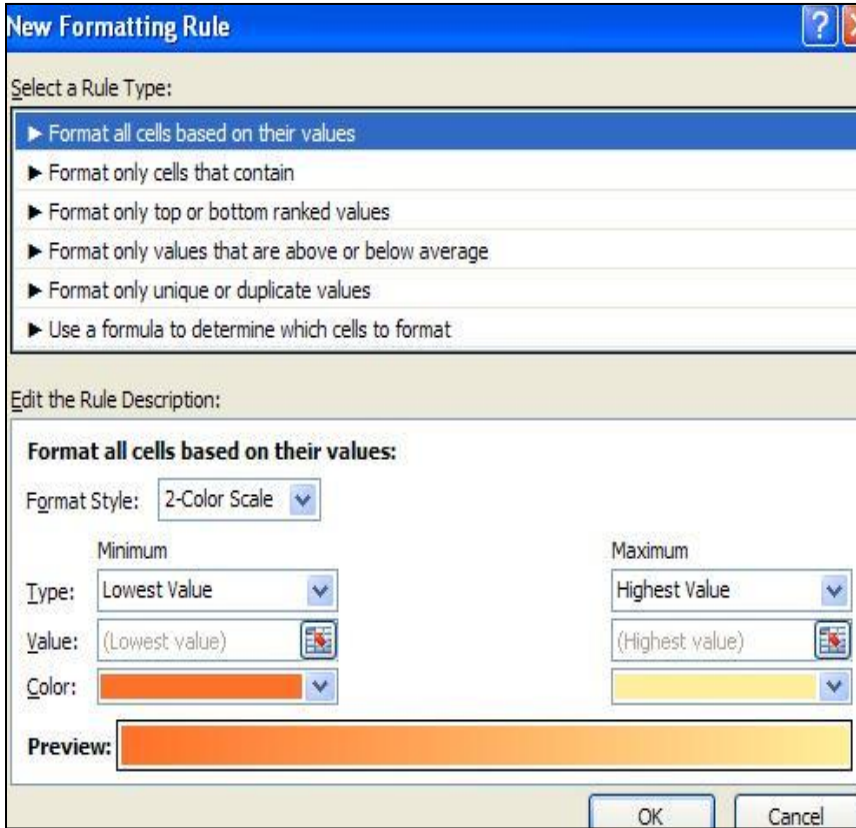 New Formatting Rule
?
Select a Rule Type:
► Format all cells based on their values
► Format only cells that contain
► Format only top or bottom ranked values
► Format only values that are above or below average
► Format only unique or duplicate values
► Use a formula to determine which cells to format
Edit the Rule Description:
Format all cells based on their values:
Format Style: 2-Color Scale
Minimum Maximum
Type: Lowest Value Highest Value
Value: (Lowest value) (Highest value)
Color:
Preview:
OK Cancel